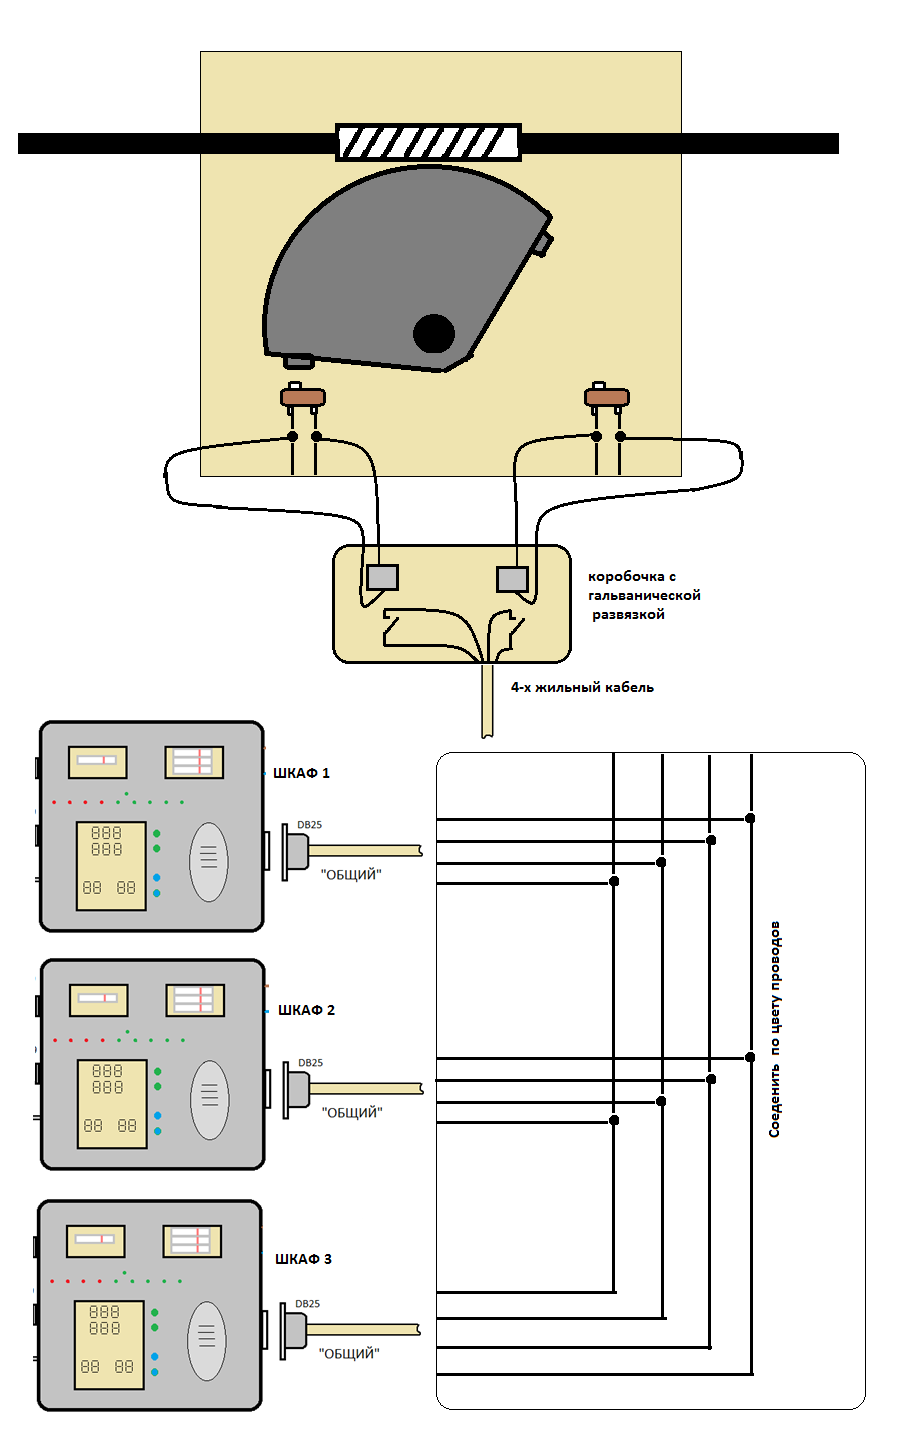 коробочка с
гальванической
развязкой
4-х жильный кабель
ШКАФ 1
DB25
"ОБЩИЙ"
888
888
88 88
Соеденить по цвету проводов
ШКАФ 2
DB25
"ОБЩИЙ"
888
888
88 88
ШКАФ 3
DB25
"ОБЩИЙ"
888
888
88 88